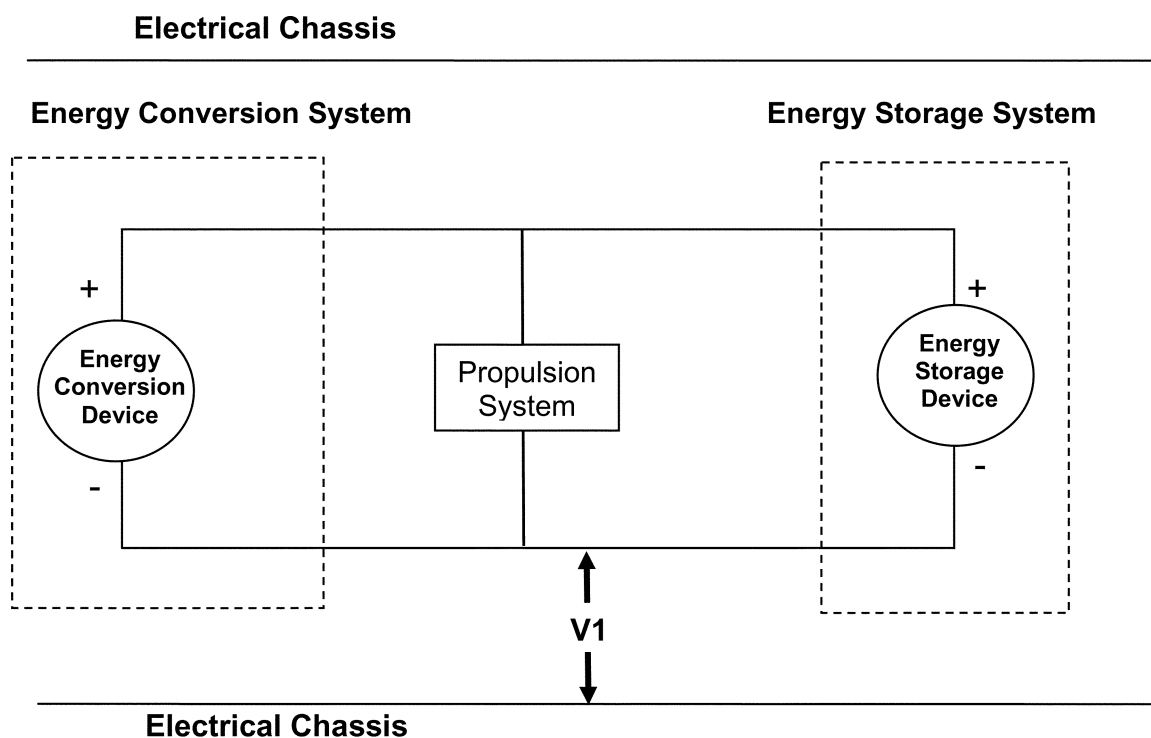 Electrical Chassis
Energy Conversion System
Energy Storage System
+
+
Energy
Conversion
Device
Propulsion
System
Energy
Storage
Device
-
-
V1
Electrical Chassis